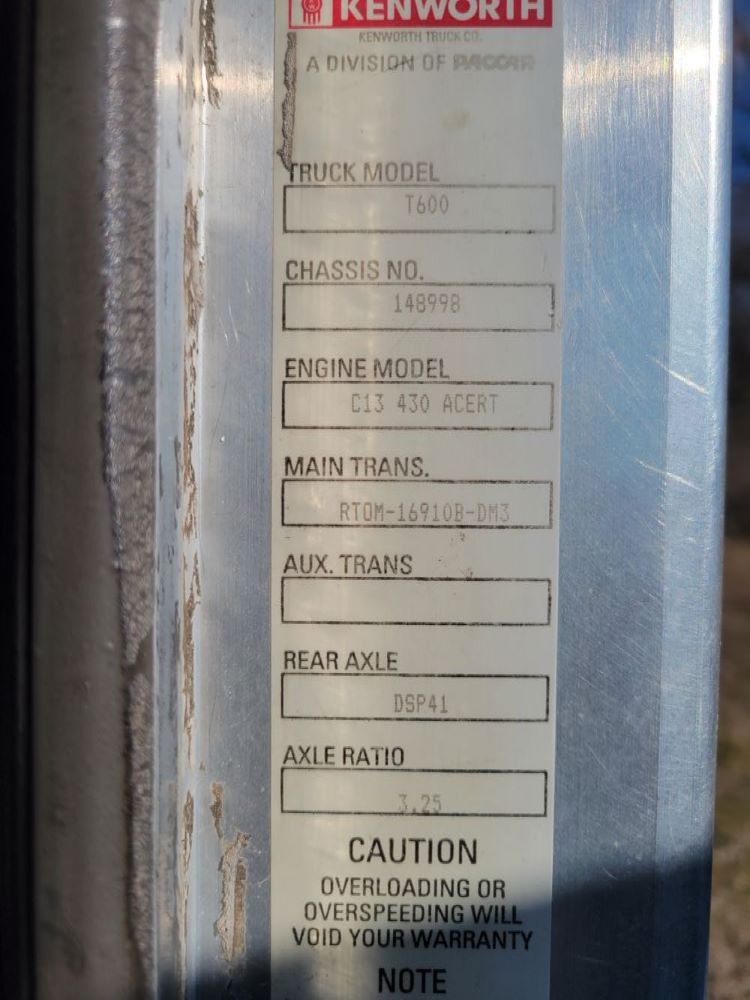 KENWORTH
KENWORTH TRUCK CO.
A DIVISION OF PACCAR
TRUCK MODEL
T600
CHASSIS NO.
148998
ENGINE MODEL
C13 430 ACERT
MAIN TRANS.
RTOM-16910B-DM3
AUX. TRANS
REAR AXLE
DSP41
AXLE RATIO
3.25
CAUTION
OVERLOADING OR
OVERSPEEDING WILL
VOID YOUR WARRANTY
NOTE